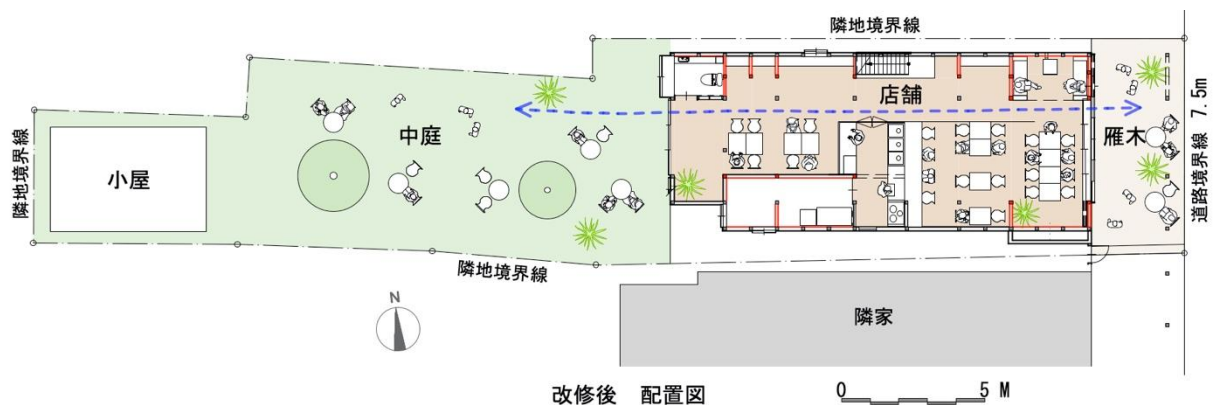 隣地境界線
店舗
道路境界線 7.5m
雁木
中庭
小屋
隣地境界線
隣地境界線
N
隣家
改修後 配置図
0 5 M